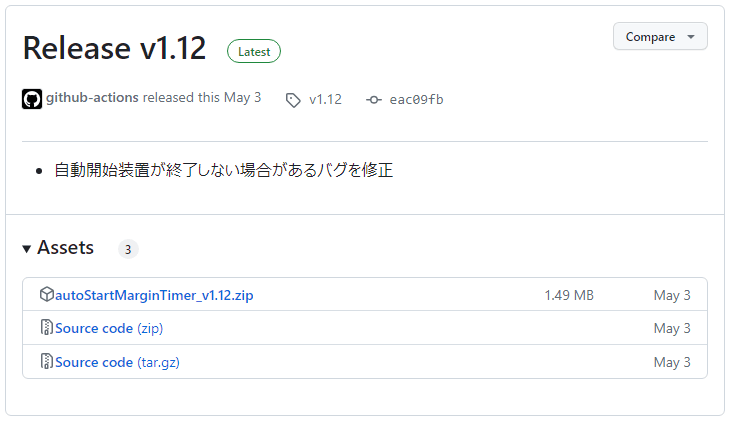 Release v1.12 Latest Compare
github-actions released this May 3 v1.12 eac09fb
自動開始装置が終了しない場合があるバグを修正
Assets 3
autoStartMarginTimer_v1.12.zip 1.49 MB May 3
Source code (zip) May 3
Source code (tar.gz) May 3